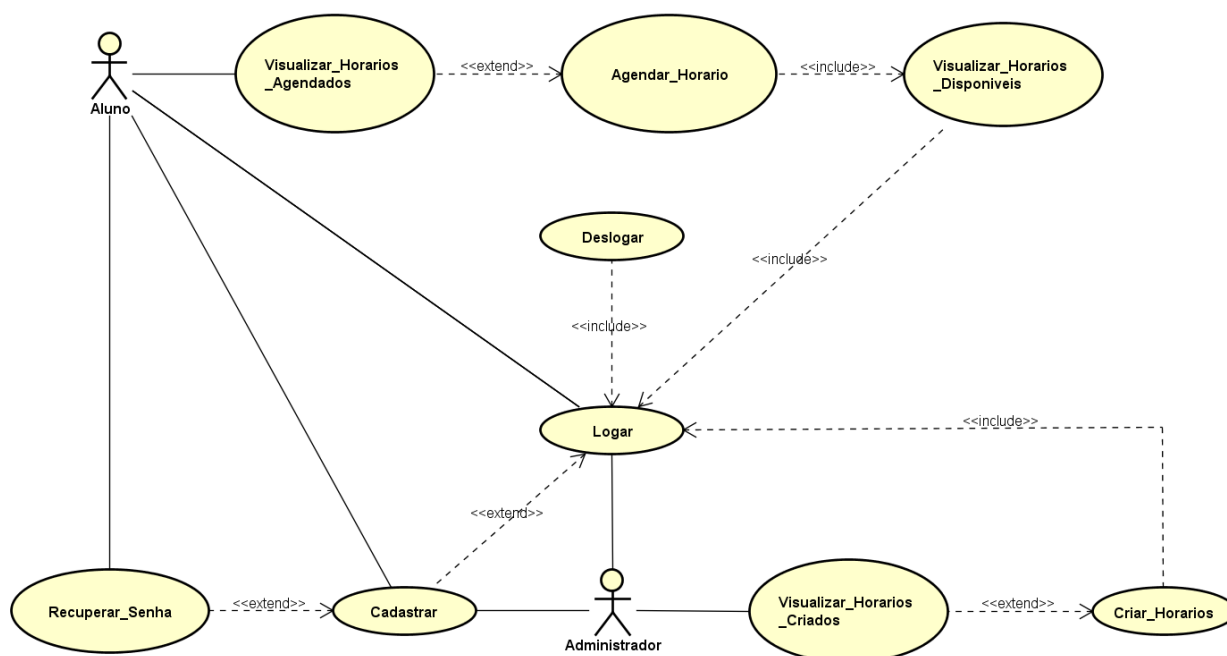 Visualizar_Horarios
_Agendados
<<extend>>
Agendar_Horario
<<include>>
Visualizar_Horarios
_Disponiveis
Aluno
Deslogar
<<include>>
<<include>>
Logar
<<include>>
<<extend>>
Recuperar_Senha
<<extend>>
Cadastrar
Administrador
Visualizar_Horarios
_Criados
<<extend>>
Criar_Horarios